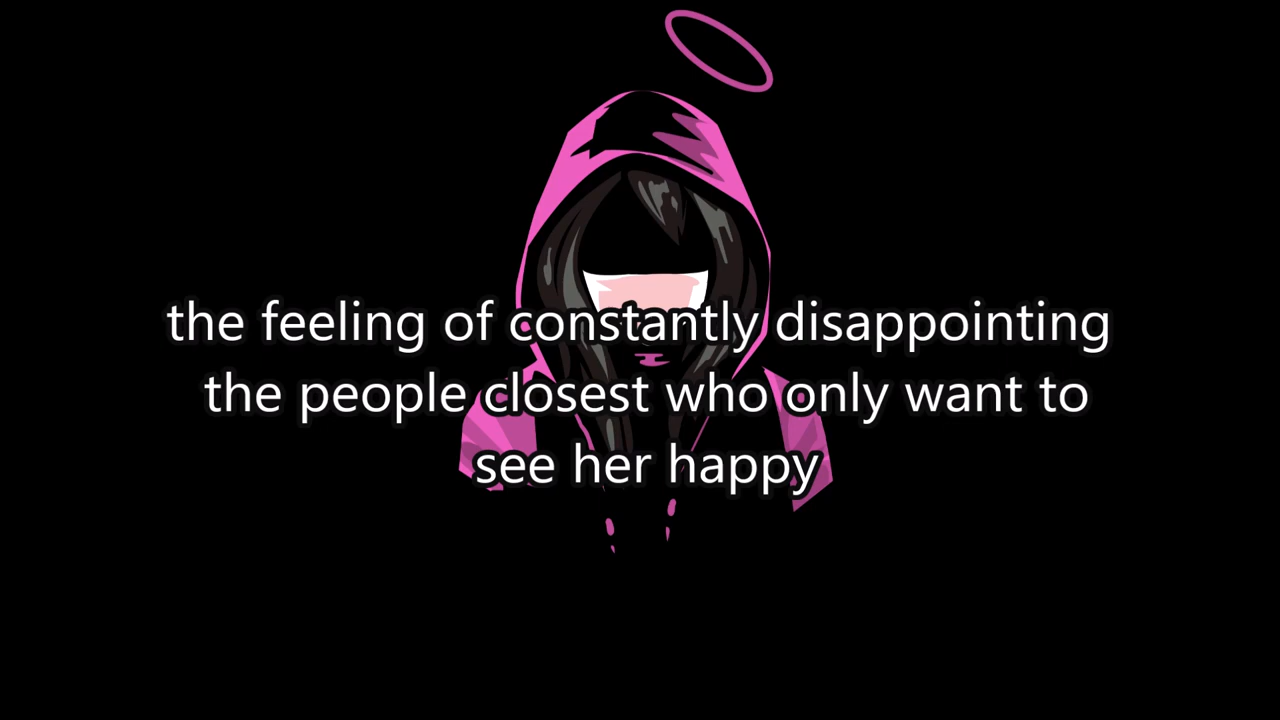 the feeling of constantly disappointing
the people closest who only want to
see her happy